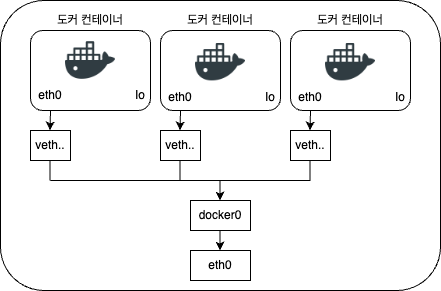 도커 컨테이너 도커 컨테이너 도커 컨테이너
eth0 lo eth0 lo eth0 lo
veth.. veth.. veth..
docker0
eth0